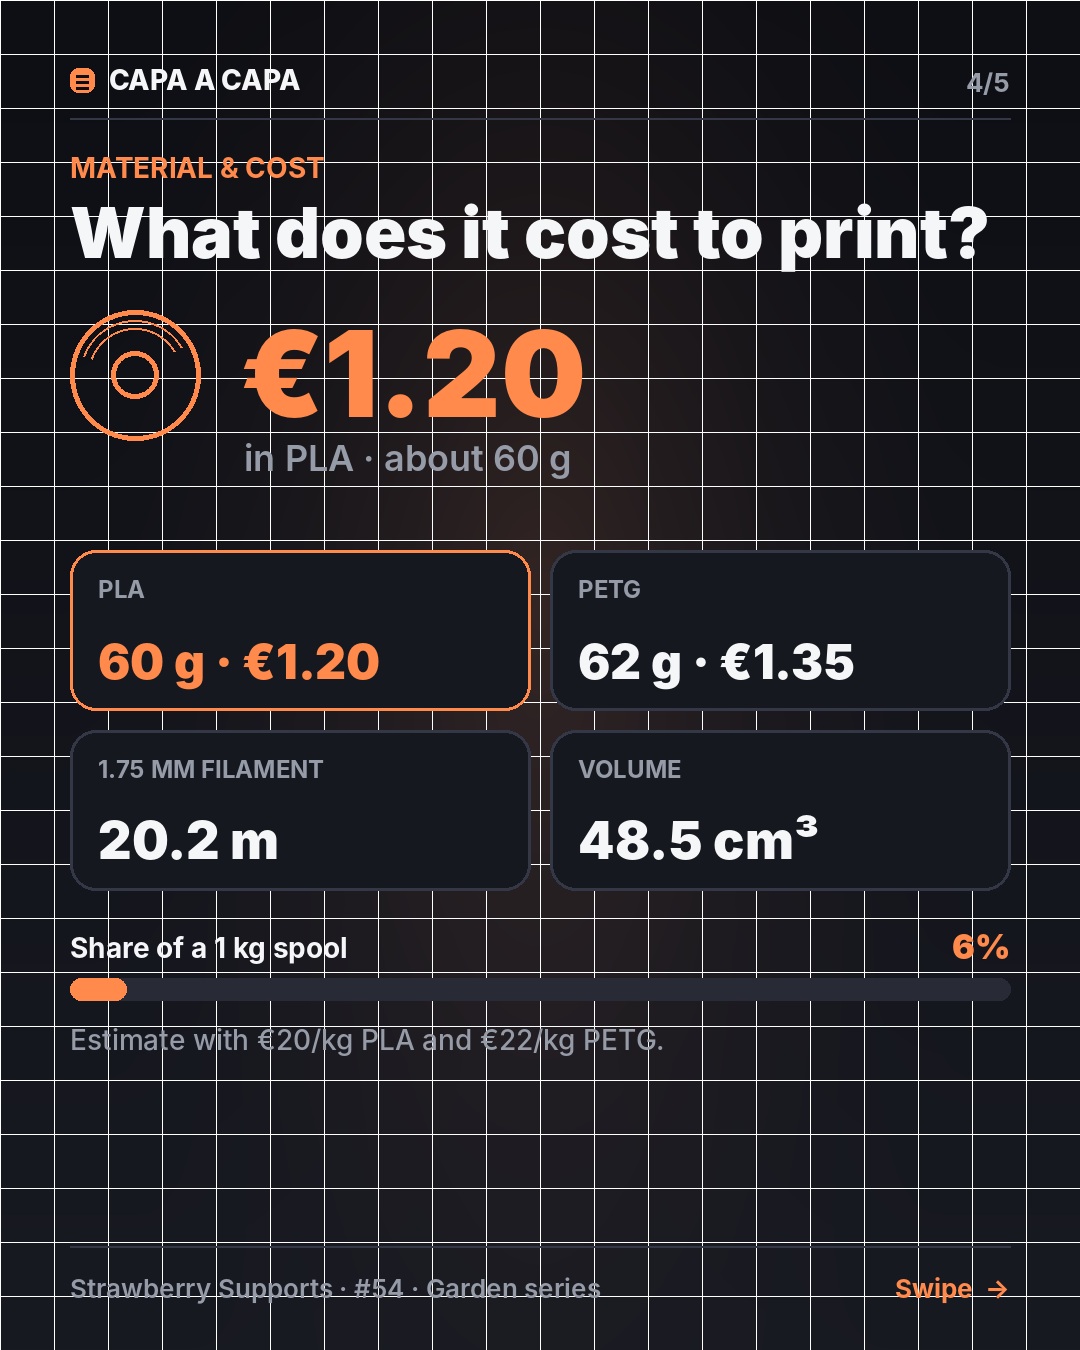 CAPA A CAPA
4/5
MATERIAL & COST
What does it cost to print?
€1.20
in PLA · about 60 g
PLA
60 g · €1.20
PETG
62 g · €1.35
1.75 MM FILAMENT
20.2 m
VOLUME
48.5 cm³
Share of a 1 kg spool
6%
Estimate with €20/kg PLA and €22/kg PETG.
Strawberry Supports · #54 · Garden series
Swipe →